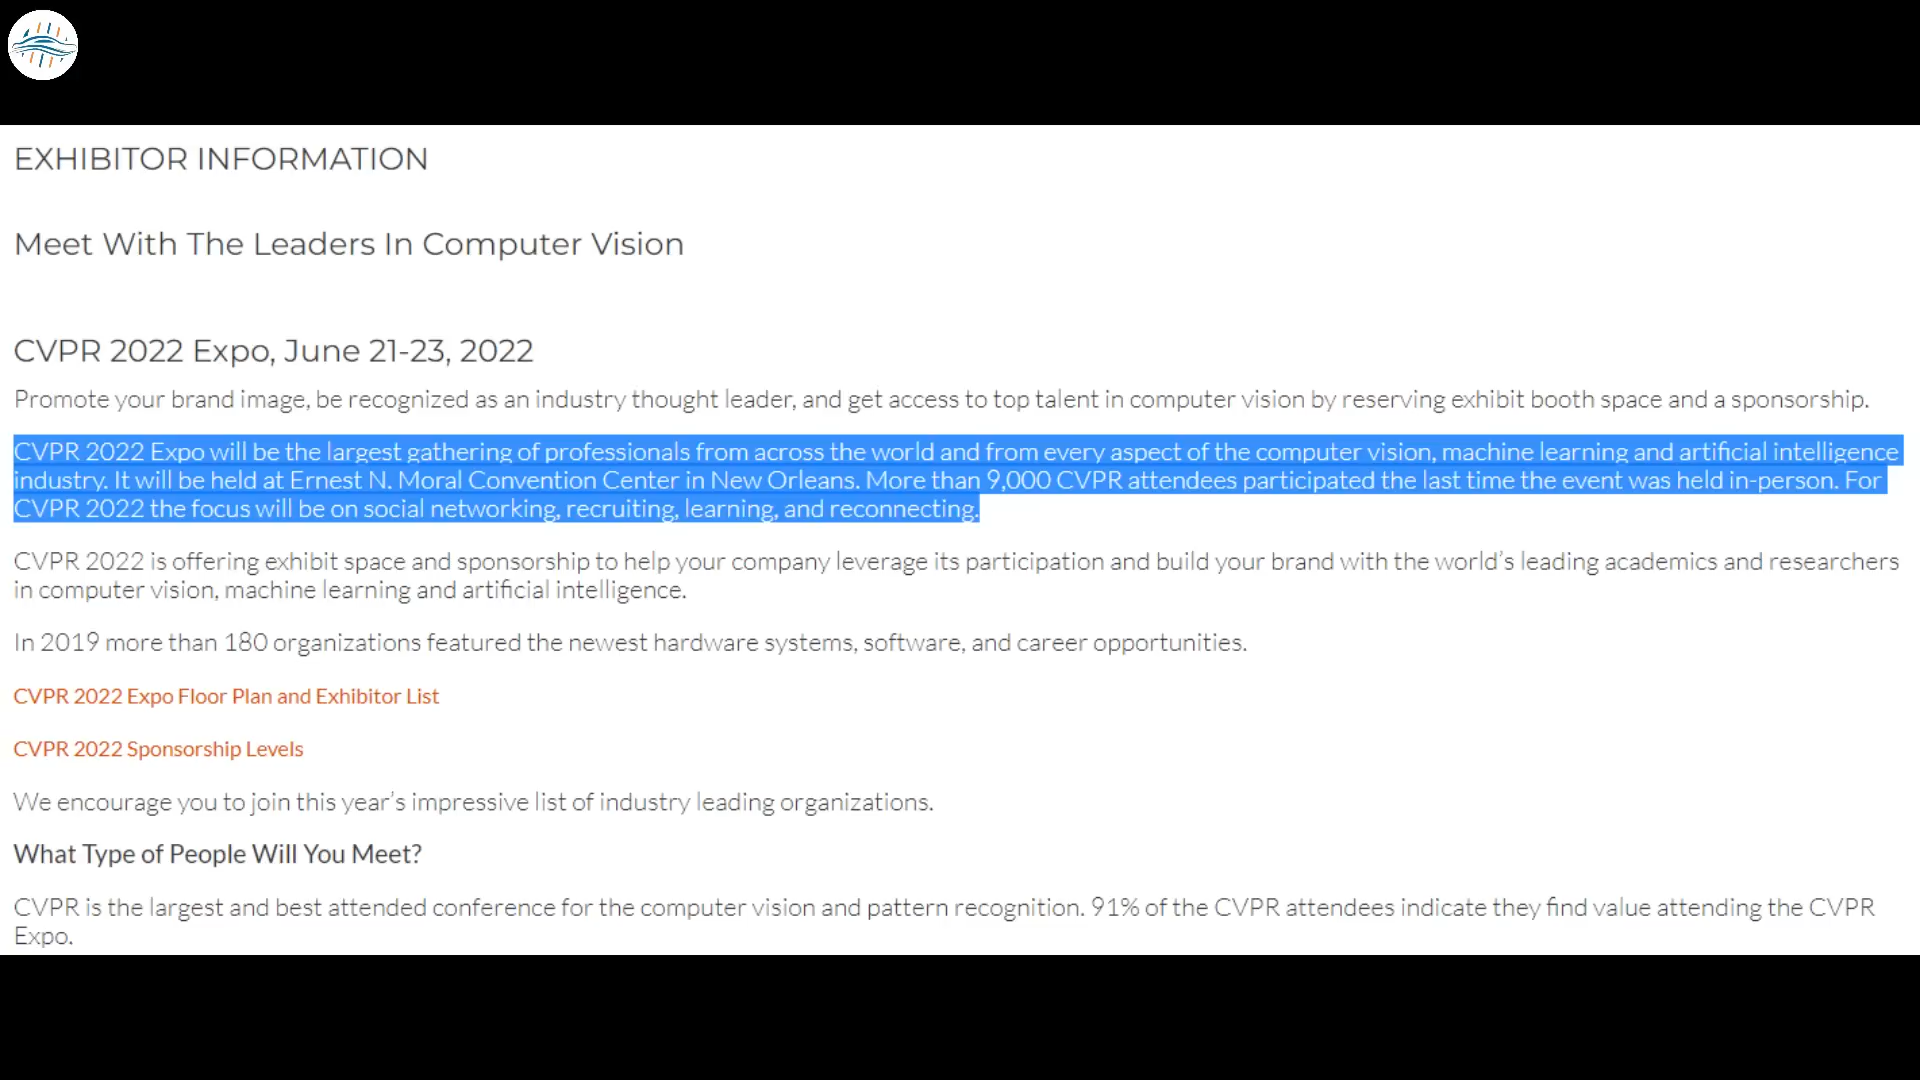 EXHIBITOR INFORMATION
Meet With The Leaders In Computer Vision
CVPR 2022 Expo, June 21-23, 2022
Promote your brand image, be recognized as an industry thought leader, and get access to top talent in computer vision by reserving exhibit booth space and a sponsorship.
CVPR 2022 Expo will be the largest gathering of professionals from across the world and from every aspect of the computer vision, machine learning and artificial intelligence
industry. It will be held at Ernest N. Moral Convention Center in New Orleans. More than 9,000 CVPR attendees participated the last time the event was held in-person. For
CVPR 2022 the focus will be on social networking, recruiting, learning, and reconnecting.
CVPR 2022 is offering exhibit space and sponsorship to help your company leverage its participation and build your brand with the world’s leading academics and researchers
in computer vision, machine learning and artificial intelligence.
In 2019 more than 180 organizations featured the newest hardware systems, software, and career opportunities.
CVPR 2022 Expo Floor Plan and Exhibitor List
CVPR 2022 Sponsorship Levels
We encourage you to join this year’s impressive list of industry leading organizations.
What Type of People Will You Meet?
CVPR is the largest and best attended conference for the computer vision and pattern recognition. 91% of the CVPR attendees indicate they find value attending the CVPR
Expo.